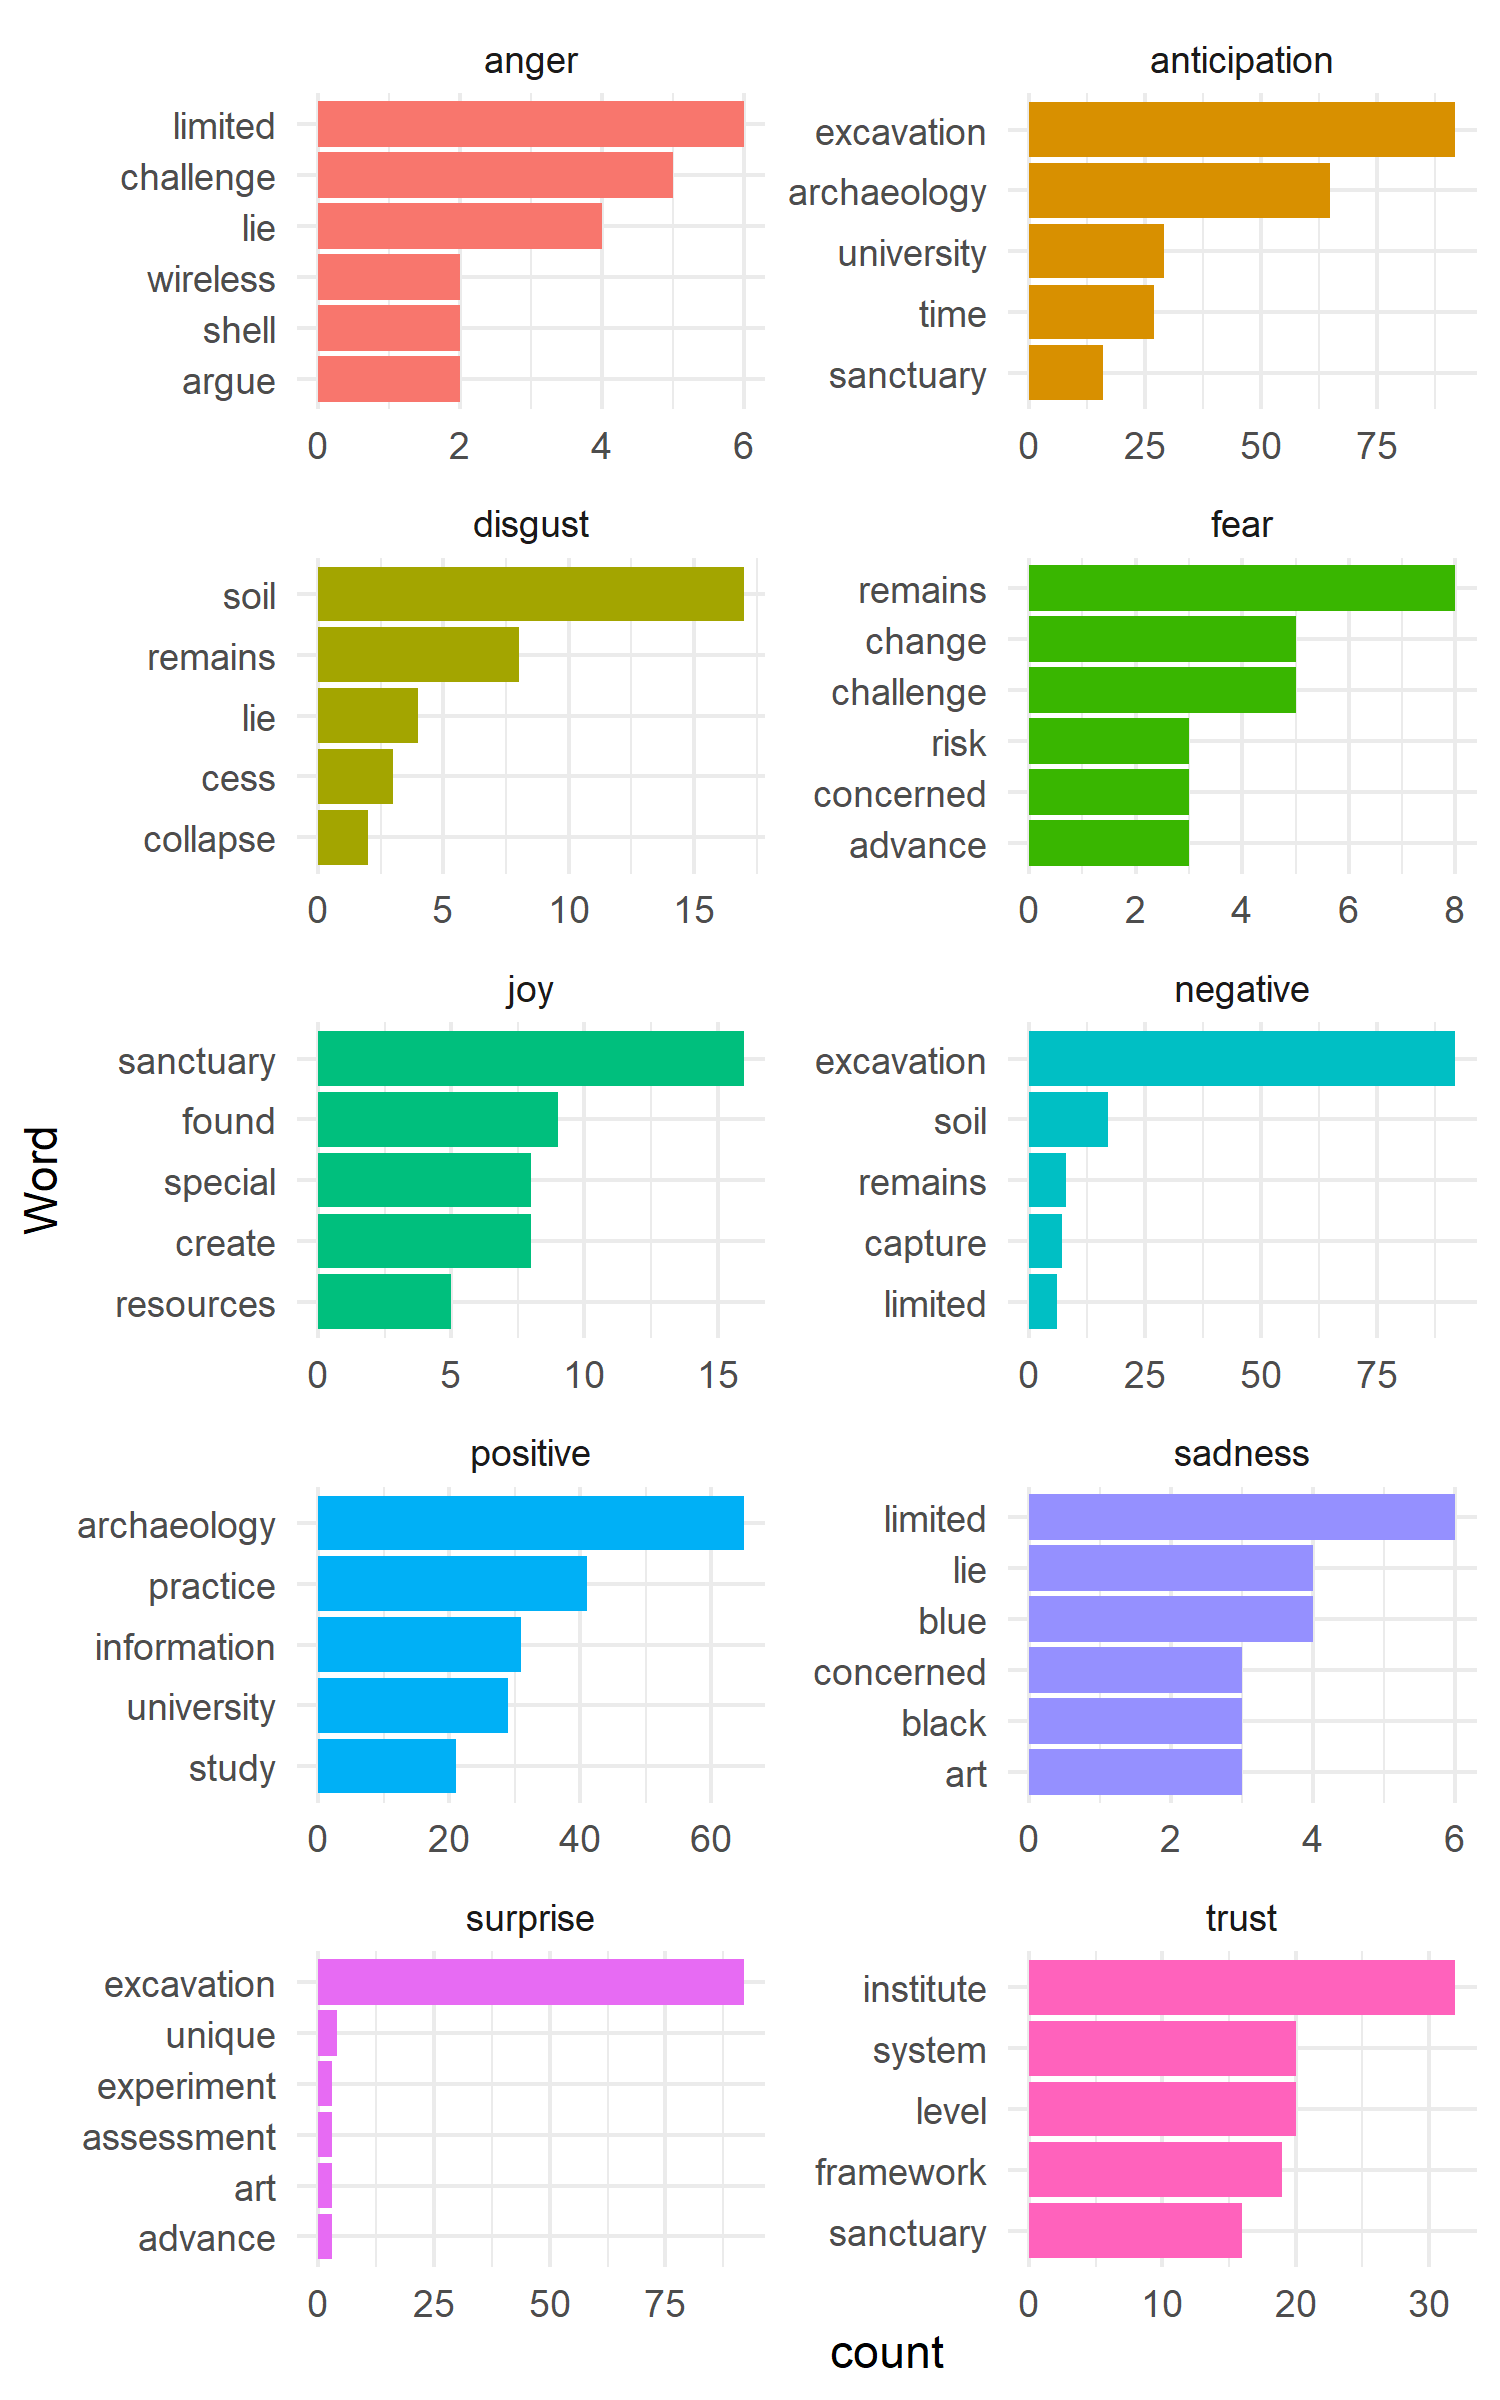 anger
limited
challenge
lie
wireless
shell
argue
0 2 4 6
anticipation
excavation
archaeology
university
time
sanctuary
0 25 50 75
disgust
soil
remains
lie
cess
collapse
0 5 10 15
fear
remains
change
challenge
risk
concerned
advance
0 2 4 6 8
joy
sanctuary
found
special
create
resources
0 5 10 15
negative
excavation
soil
remains
capture
limited
0 25 50 75
Word
positive
archaeology
practice
information
university
study
0 20 40 60
sadness
limited
lie
blue
concerned
black
art
0 2 4 6
surprise
excavation
unique
experiment
assessment
art
advance
0 25 50 75
trust
institute
system
level
framework
sanctuary
0 10 20 30
count